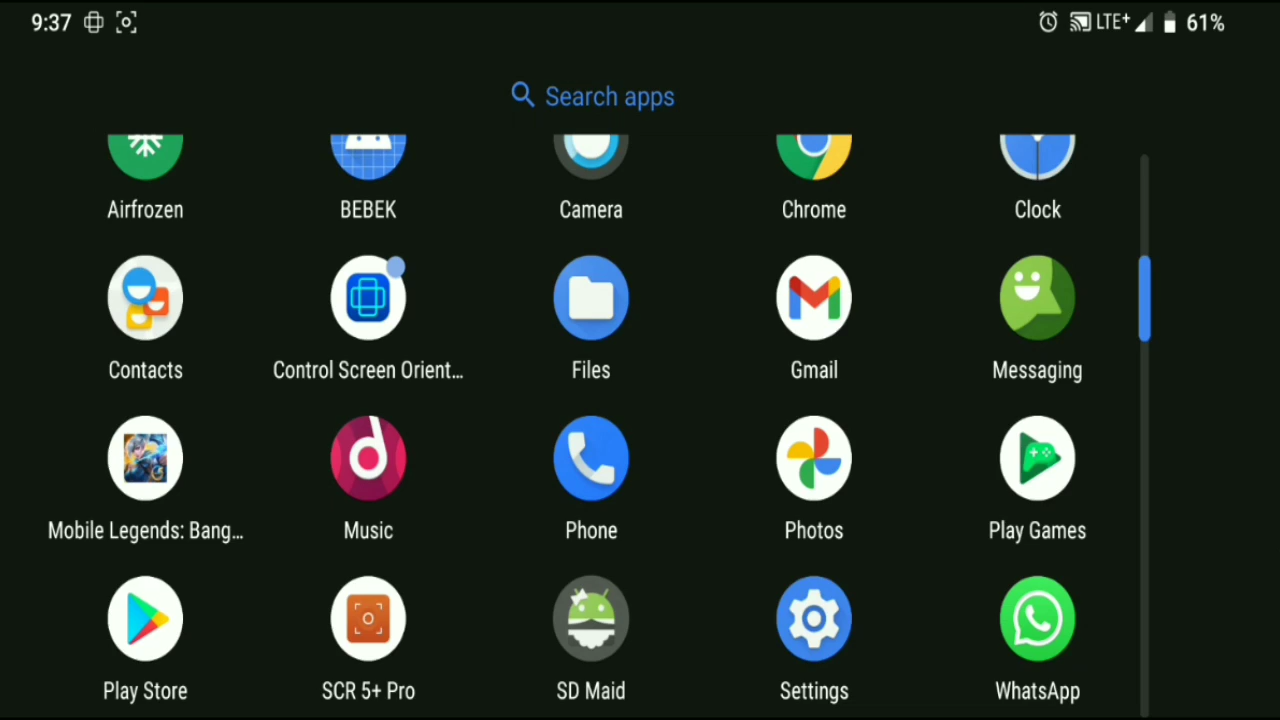 9:37 LTE+ 61%
Search apps
Airfrozen BEBEK Camera Chrome Clock
Contacts Control Screen Orient... Files Gmail Messaging
Mobile Legends: Bang... Music Phone Photos Play Games
Play Store SCR 5+ Pro SD Maid Settings WhatsApp